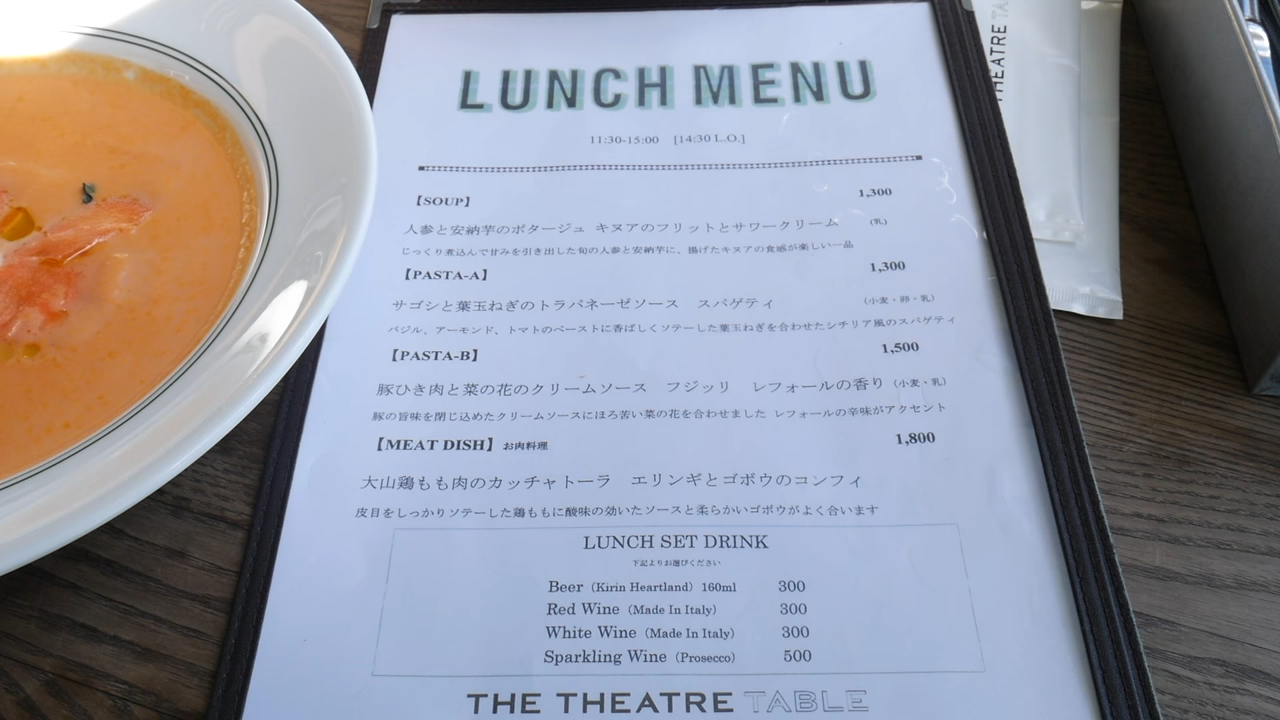 LUNCH MENU
11:30-15:00 [14:30 L.O.]
【SOUP】 1,300
人参と安納芋のポタージュ キヌアのフリットとサワークリーム (乳)
じっくり煮込んで甘みを引き出した旬の人参と安納芋に、揚げたキヌアの食感が楽しい一品
【PASTA-A】 1,300
サゴシと葉玉ねぎのトラパネーゼソース スパゲティ (小麦・卵・乳)
バジル、アーモンド、トマトのペーストに香ばしくソテーした葉玉ねぎを合わせたシチリア風のスパゲティ
【PASTA-B】 1,500
豚ひき肉と菜の花のクリームソース フジッリ レフォールの香り (小麦・乳)
豚の旨味を閉じ込めたクリームソースにほろ苦い菜の花を合わせました レフォールの辛味がアクセント
【MEAT DISH】 お肉料理 1,800
大山鶏もも肉のカッチャトーラ エリンギとゴボウのコンフィ
皮目をしっかりソテーした鶏ももに酸味の効いたソースと柔らかいゴボウがよく合います
LUNCH SET DRINK
下記よりお選びください
Beer (Kirin Heartland) 160ml 300
Red Wine (Made In Italy) 300
White Wine (Made In Italy) 300
Sparkling Wine (Prosecco) 500
THE THEATRE TABLE
THEATRE TA